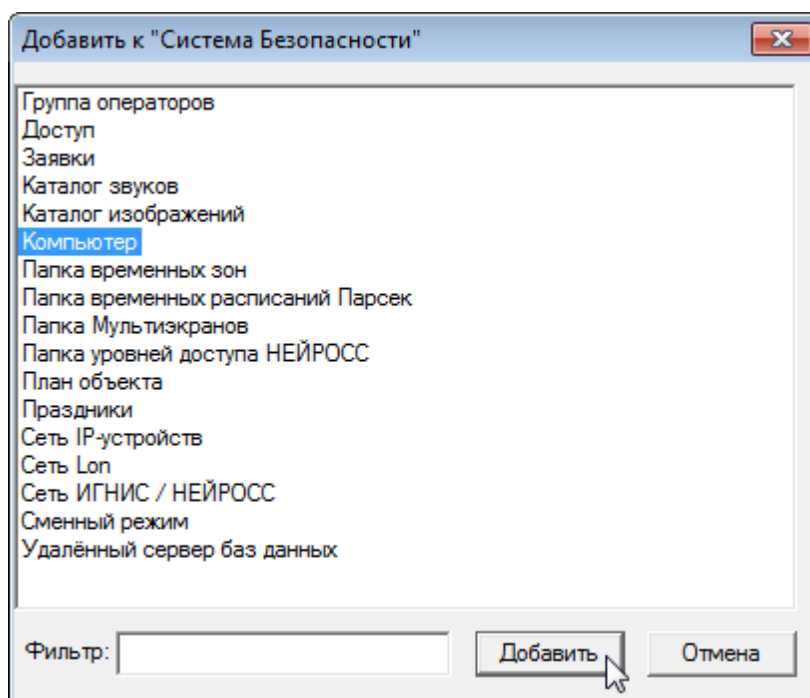 Добавить к "Система Безопасности"
Группа операторов
Доступ
Заявки
Каталог звуков
Каталог изображений
Компьютер
Папка временных зон
Папка временных расписаний Парсек
Папка Мультиэкранов
Папка уровней доступа НЕЙРОСС
План объекта
Праздники
Сеть IP-устройств
Сеть Lon
Сеть ИГНИС / НЕЙРОСС
Сменный режим
Удалённый сервер баз данных
Фильтр: Добавить Отмена